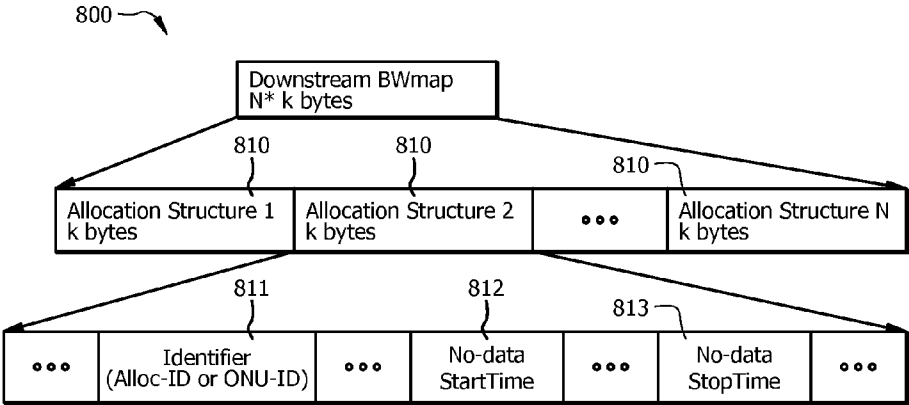 800
Downstream BWmap
N* k bytes
810
810
810
Allocation Structure 1
k bytes
Allocation Structure 2
k bytes
Allocation Structure N
k bytes
811
812
813
Identifier
(Alloc-ID or ONU-ID)
No-data
StartTime
No-data
StopTime